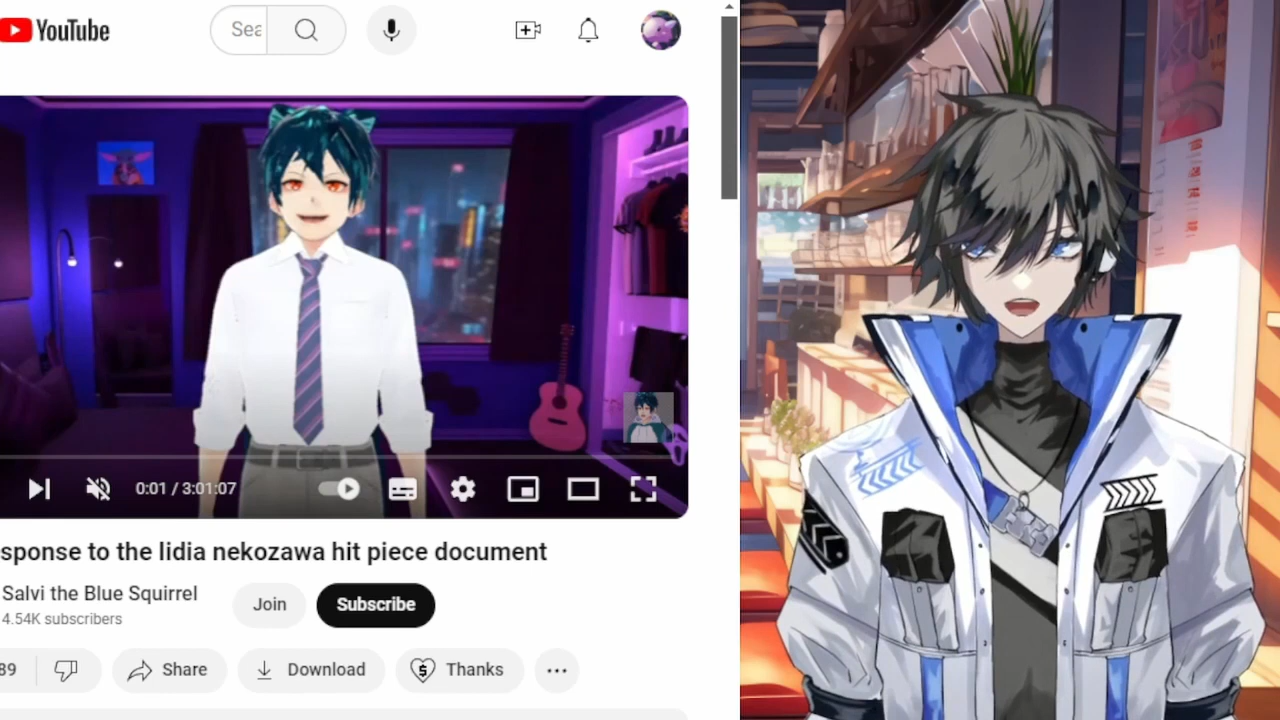 YouTube
Sea
0:01 / 3:01:07
sponse to the lidia nekozawa hit piece document
Salvi the Blue Squirrel
4.54K subscribers
Join
Subscribe
89
Share
Download
Thanks